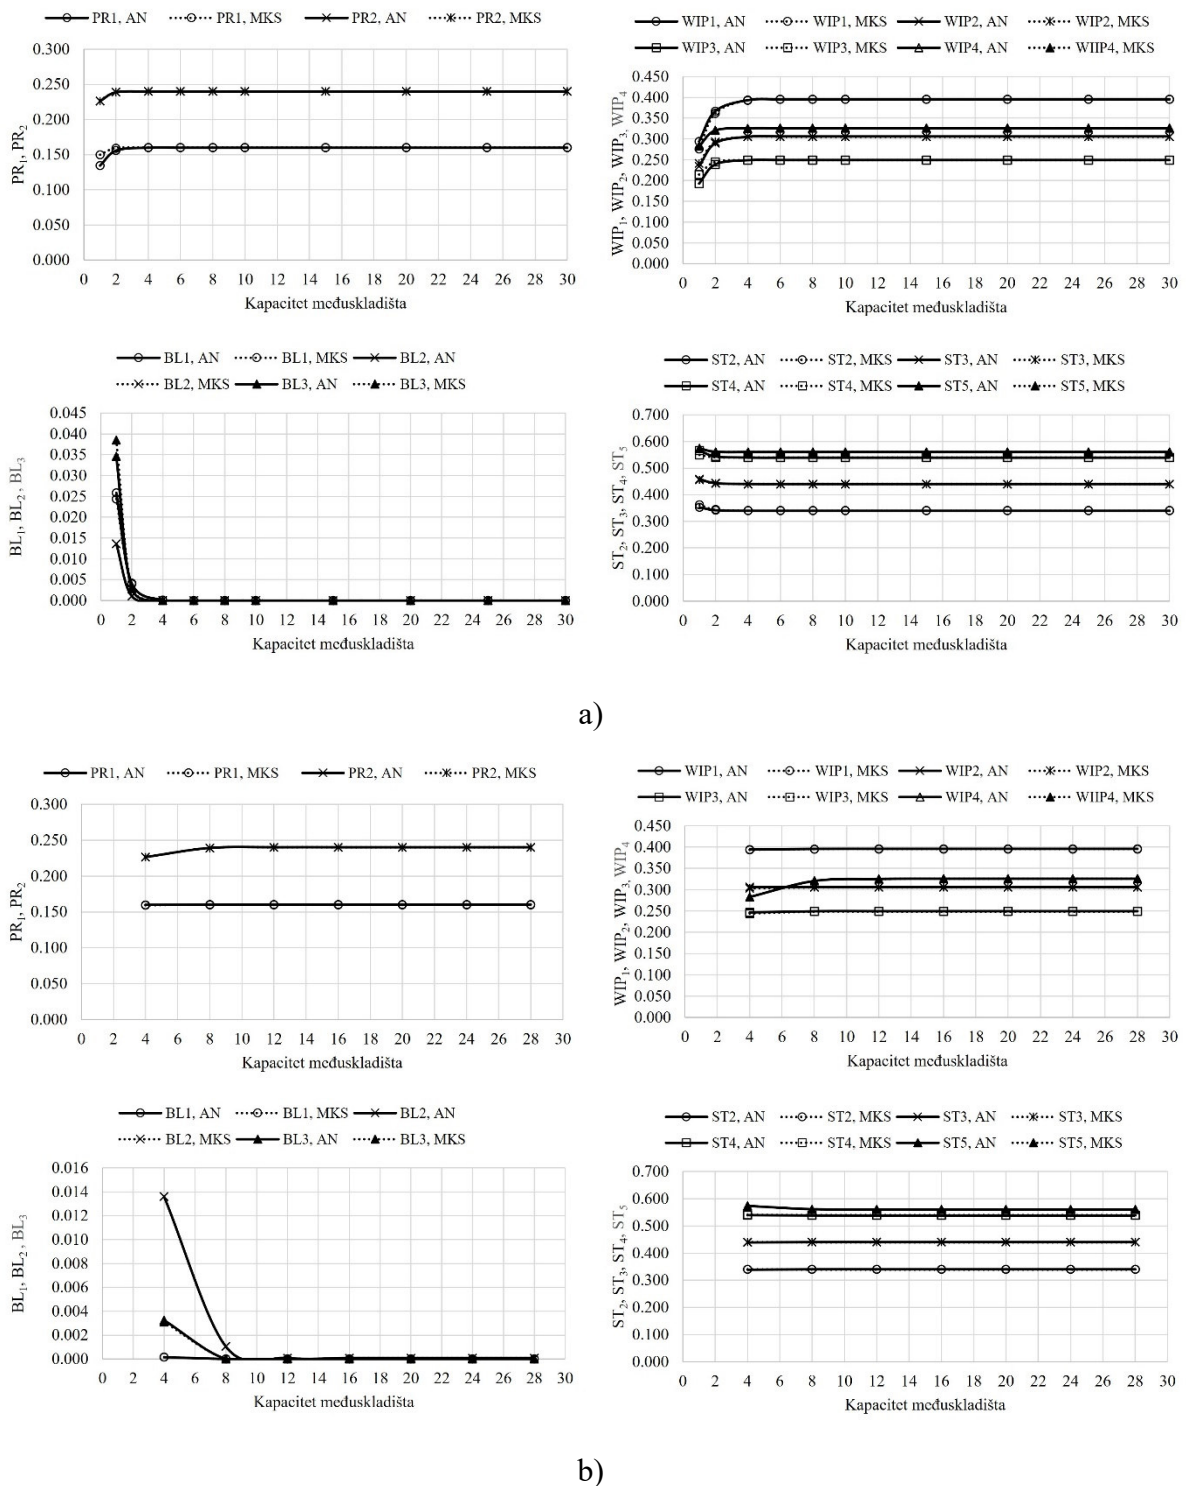 PR1, AN PR1, MKS PR2, AN PR2, MKS
0.300
0.250
0.200
0.150
0.100
0.050
0.000
PR₁, PR₂
0 2 4 6 8 10 12 14 16 18 20 22 24 26 28 30
Kapacitet međuskladišta
WIP1, AN WIP1, MKS WIP2, AN WIP2, MKS
WIP3, AN WIP3, MKS WIP4, AN WIIP4, MKS
0.450
0.400
0.350
0.300
0.250
0.200
0.150
0.100
0.050
0.000
WIP₁, WIP₂, WIP₃, WIP₄
0 2 4 6 8 10 12 14 16 18 20 22 24 26 28 30
Kapacitet međuskladišta
BL1, AN BL1, MKS BL2, AN
BL2, MKS BL3, AN BL3, MKS
0.045
0.040
0.035
0.030
0.025
0.020
0.015
0.010
0.005
0.000
BL₁, BL₂ , BL₃
0 2 4 6 8 10 12 14 16 18 20 22 24 26 28 30
Kapacitet međuskladišta
ST2, AN ST2, MKS ST3, AN ST3, MKS
ST4, AN ST4, MKS ST5, AN ST5, MKS
0.700
0.600
0.500
0.400
0.300
0.200
0.100
0.000
ST₂, ST₃, ST₄, ST₅
0 2 4 6 8 10 12 14 16 18 20 22 24 26 28 30
Kapacitet međuskladišta
a)
PR1, AN PR1, MKS PR2, AN PR2, MKS
0.300
0.250
0.200
0.150
0.100
0.050
0.000
PR₁, PR₂
0 2 4 6 8 10 12 14 16 18 20 22 24 26 28 30
Kapacitet međuskladišta
WIP1, AN WIP1, MKS WIP2, AN WIP2, MKS
WIP3, AN WIP3, MKS WIP4, AN WIIP4, MKS
0.450
0.400
0.350
0.300
0.250
0.200
0.150
0.100
0.050
0.000
WIP₁, WIP₂, WIP₃, WIP₄
0 2 4 6 8 10 12 14 16 18 20 22 24 26 28 30
Kapacitet međuskladišta
BL1, AN BL1, MKS BL2, AN
BL2, MKS BL3, AN BL3, MKS
0.016
0.014
0.012
0.010
0.008
0.006
0.004
0.002
0.000
BL₁, BL₂ , BL₃
0 2 4 6 8 10 12 14 16 18 20 22 24 26 28 30
Kapacitet međuskladišta
ST2, AN ST2, MKS ST3, AN ST3, MKS
ST4, AN ST4, MKS ST5, AN ST5, MKS
0.700
0.600
0.500
0.400
0.300
0.200
0.100
0.000
ST₂, ST₃, ST₄, ST₅
0 2 4 6 8 10 12 14 16 18 20 22 24 26 28 30
Kapacitet međuskladišta
b)